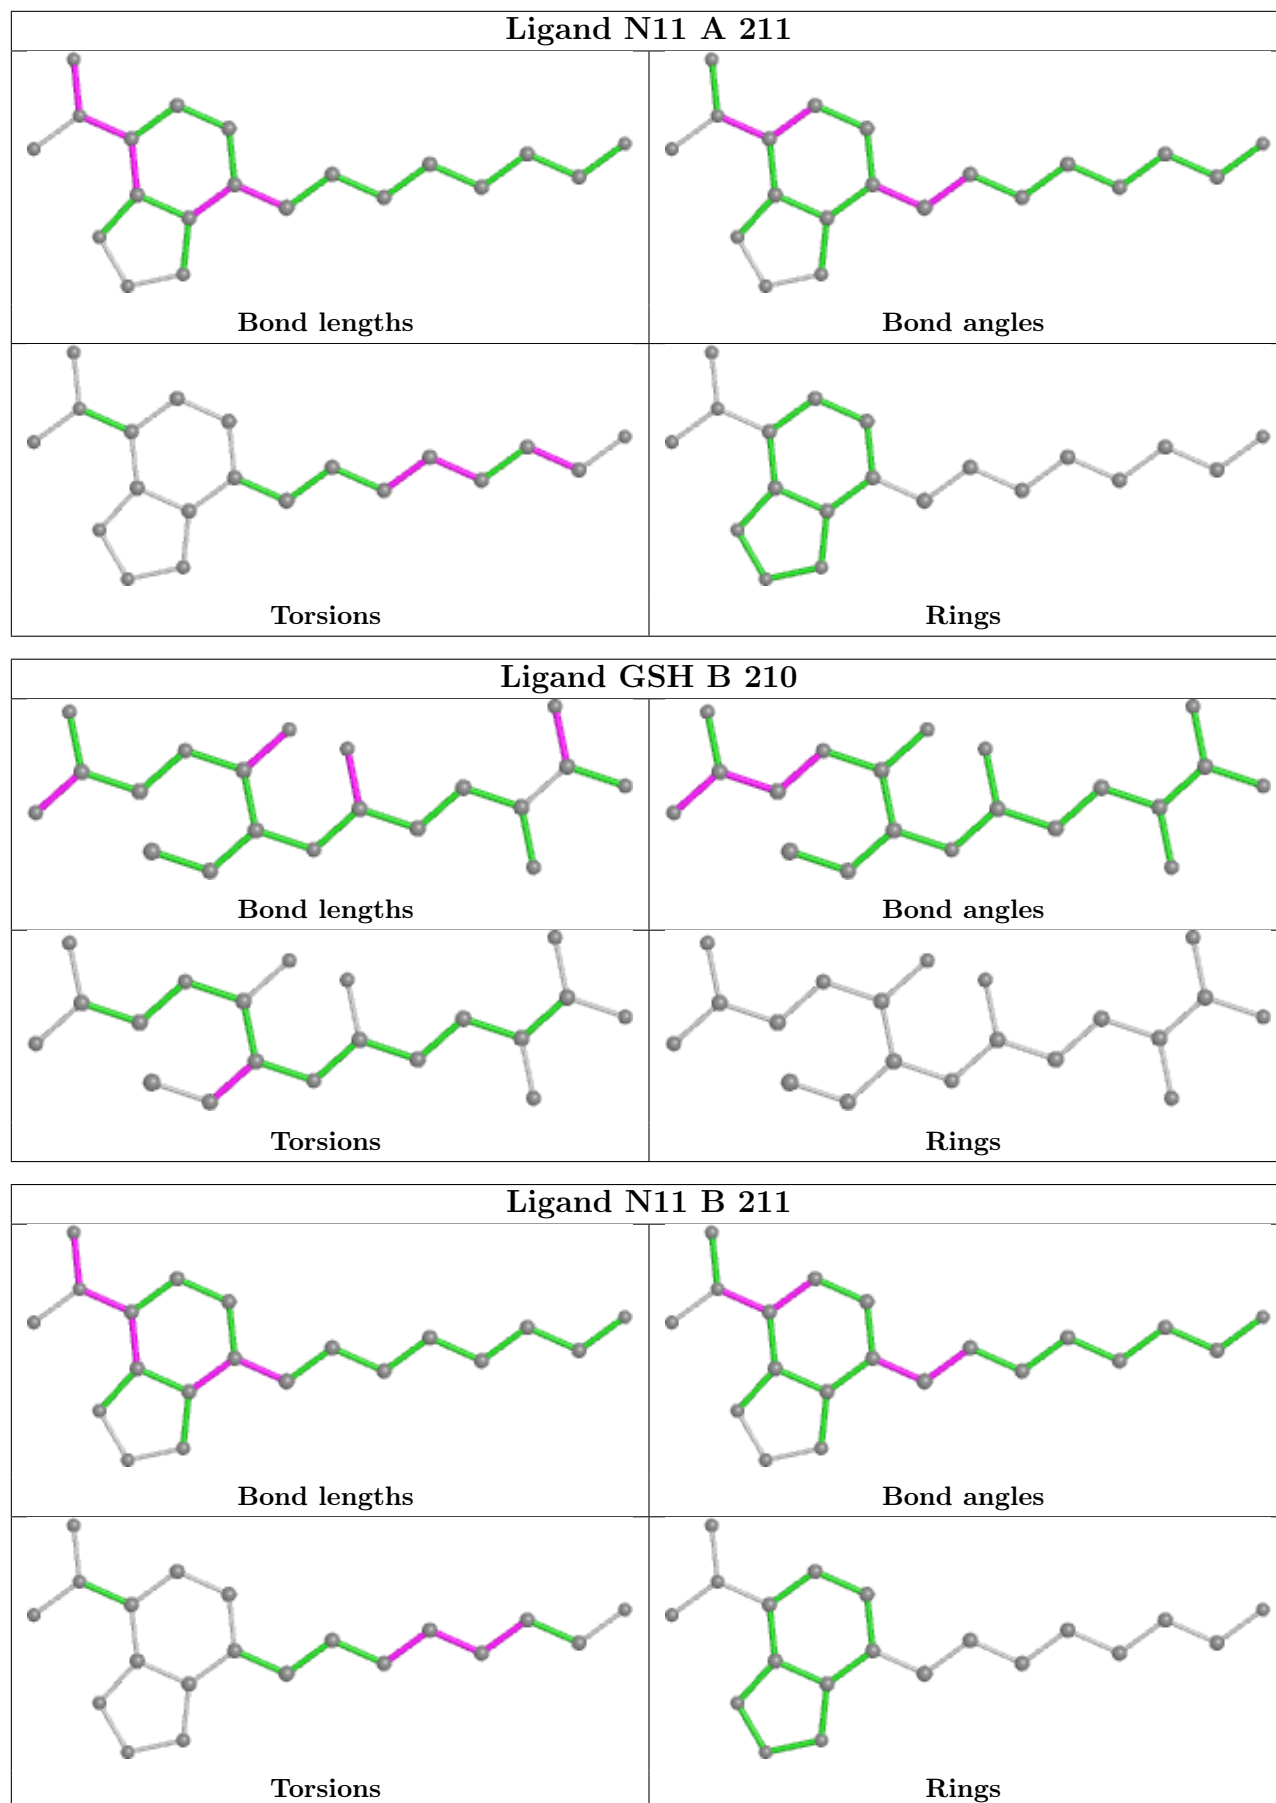 Ligand N11 A 211
Bond lengths
Bond angles
Torsions
Rings
Ligand GSH B 210
Bond lengths
Bond angles
Torsions
Rings
Ligand N11 B 211
Bond lengths
Bond angles
Torsions
Rings